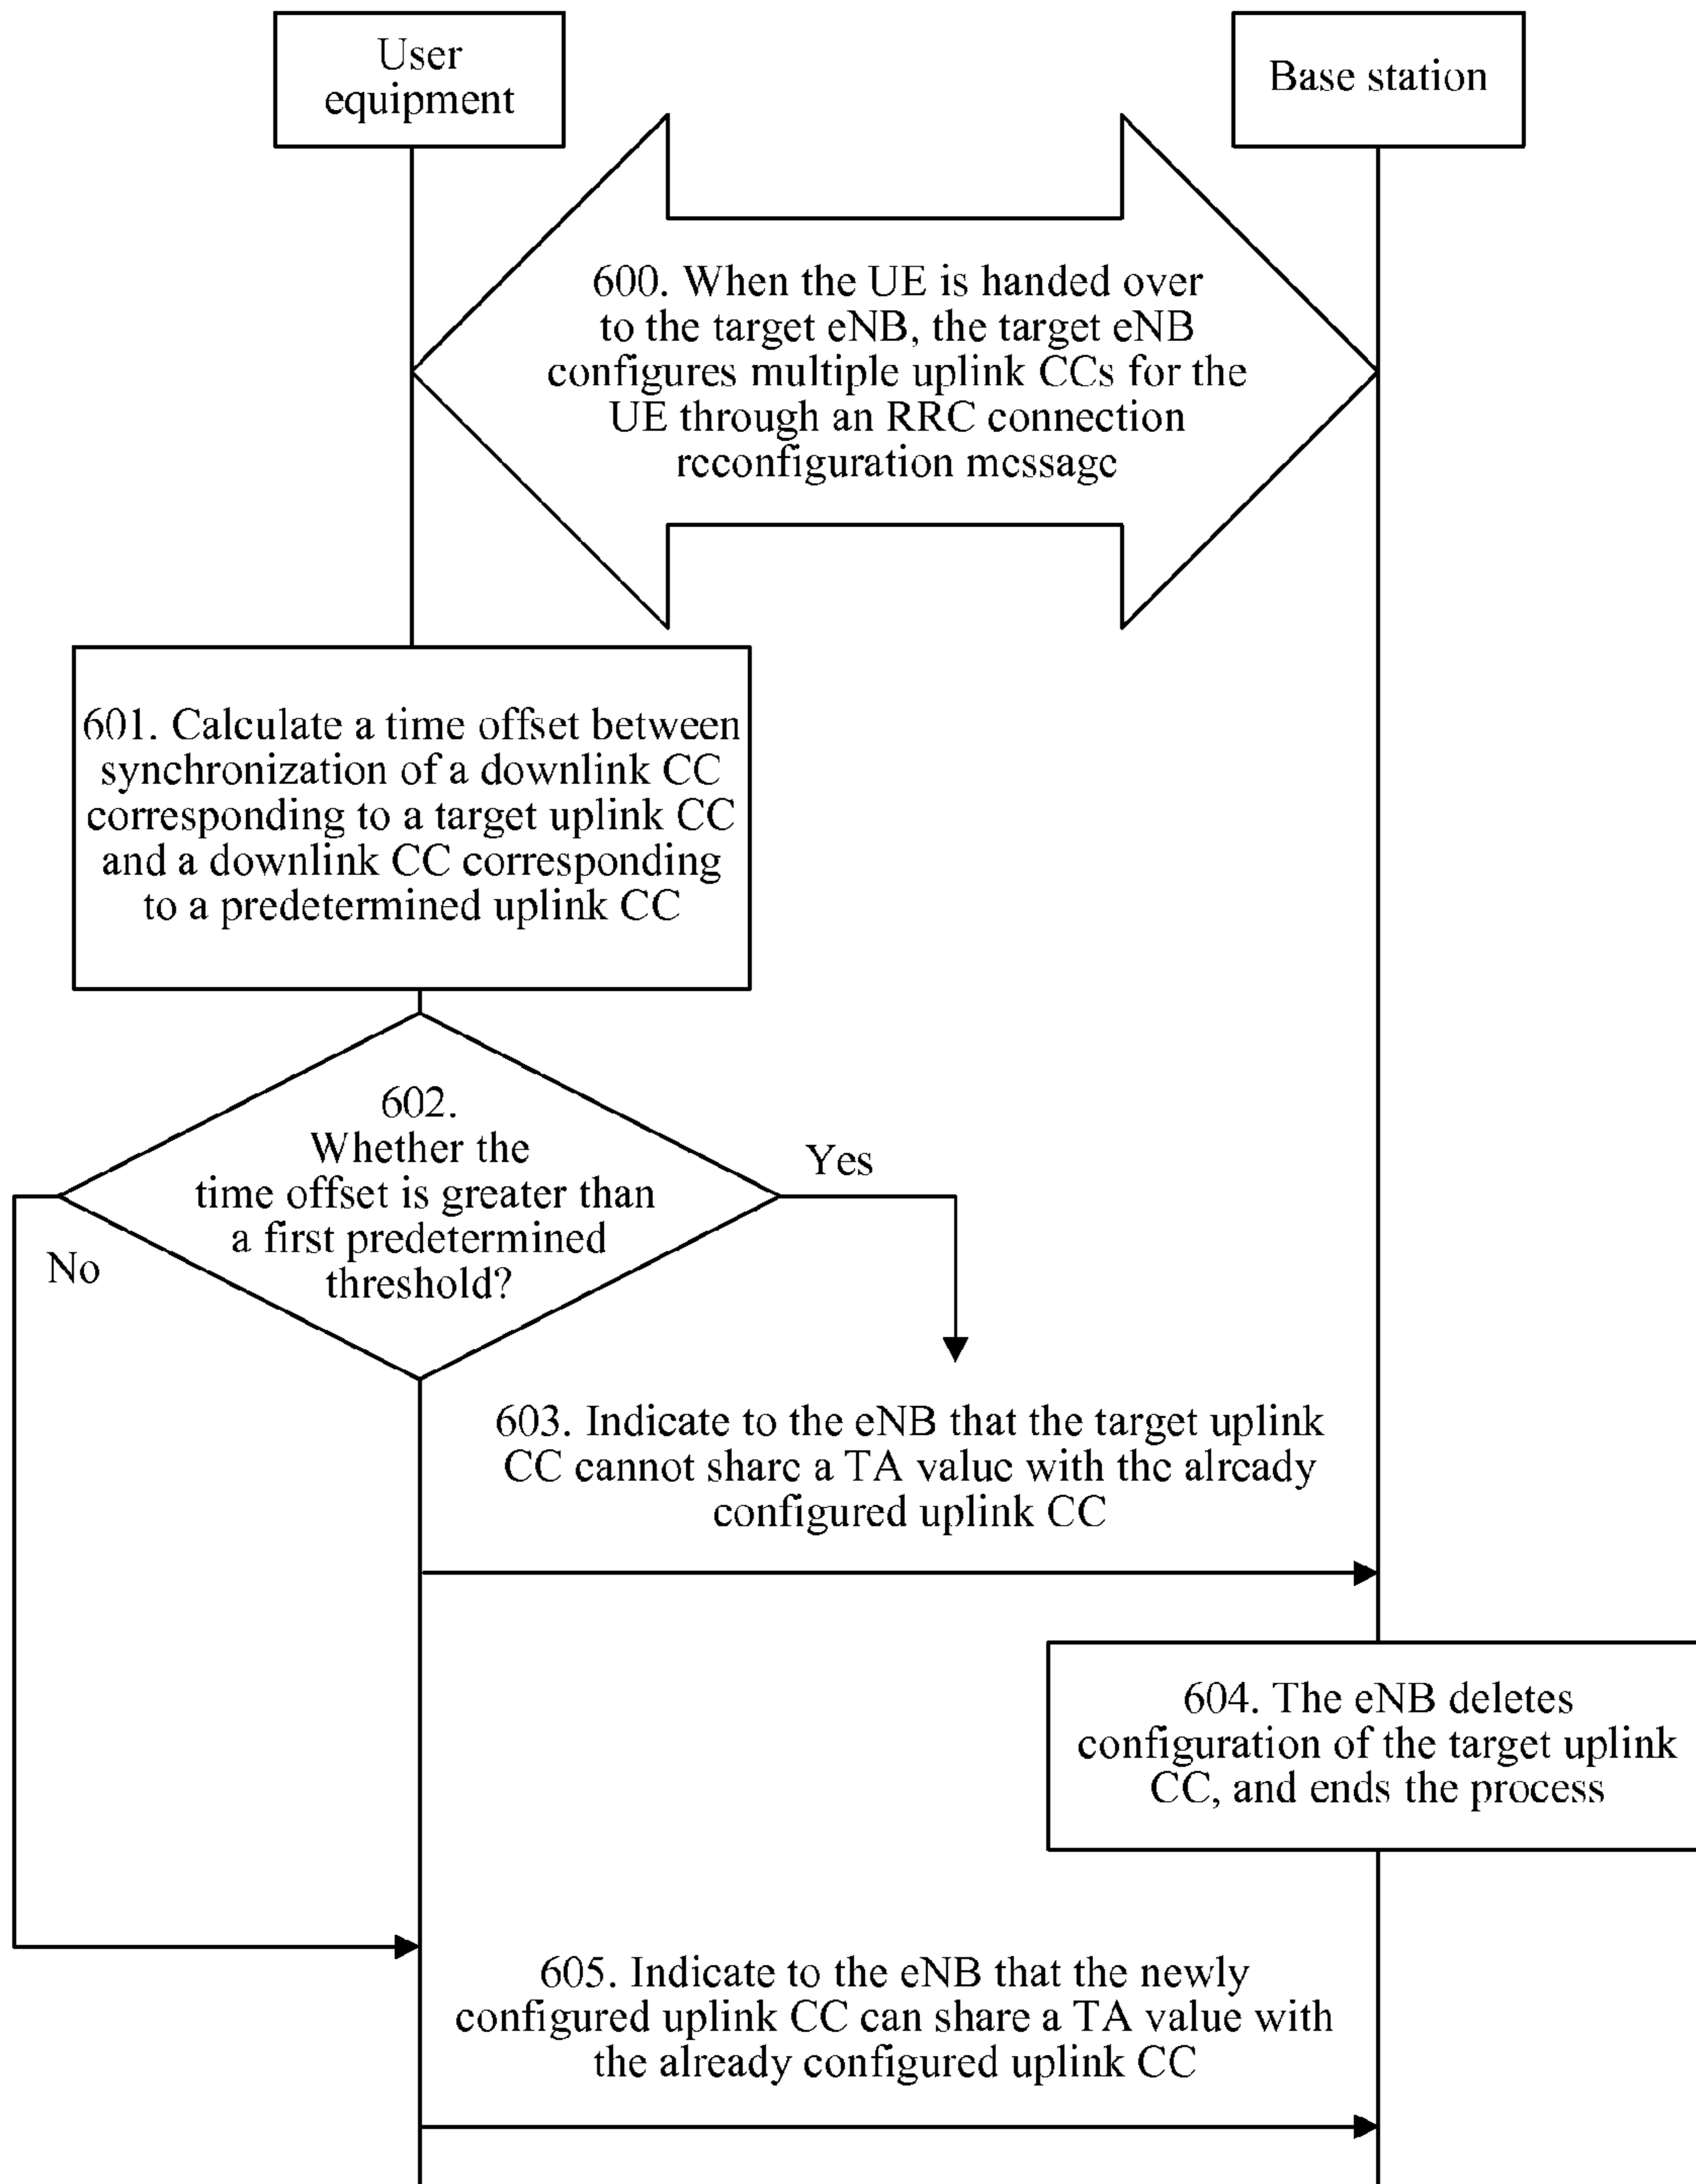 User
equipment
Base station
600. When the UE is handed over
to the target eNB, the target eNB
configures multiple uplink CCs for the
UE through an RRC connection
reconfiguration message
601. Calculate a time offset between
synchronization of a downlink CC
corresponding to a target uplink CC
and a downlink CC corresponding
to a predetermined uplink CC
602.
Whether the
time offset is greater than
a first predetermined
threshold?
Yes
No
603. Indicate to the eNB that the target uplink
CC cannot share a TA value with the already
configured uplink CC
604. The eNB deletes
configuration of the target uplink
CC, and ends the process
605. Indicate to the eNB that the newly
configured uplink CC can share a TA value with
the already configured uplink CC